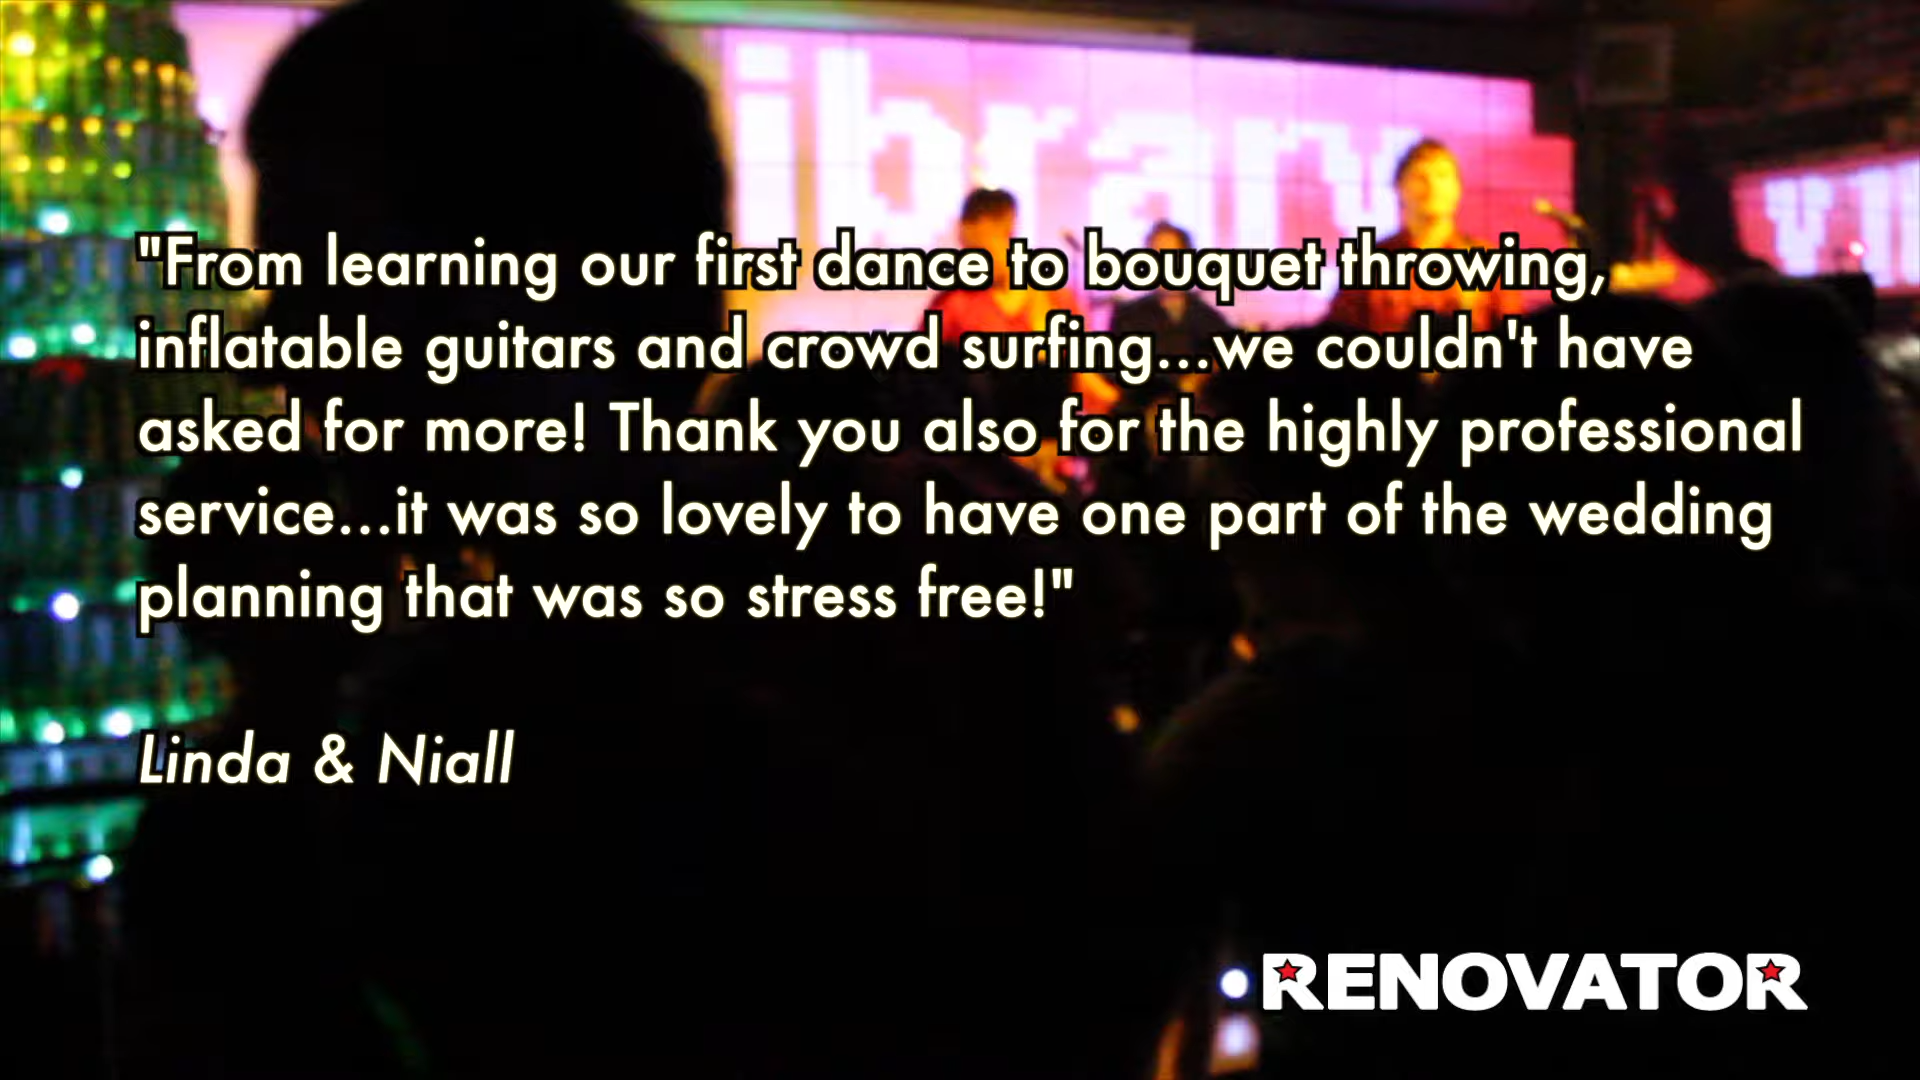 ibrary
vill
"From learning our first dance to bouquet throwing,
inflatable guitars and crowd surfing...we couldn't have
asked for more! Thank you also for the highly professional
service...it was so lovely to have one part of the wedding
planning that was so stress free!"
Linda & Niall
RENOVATOR